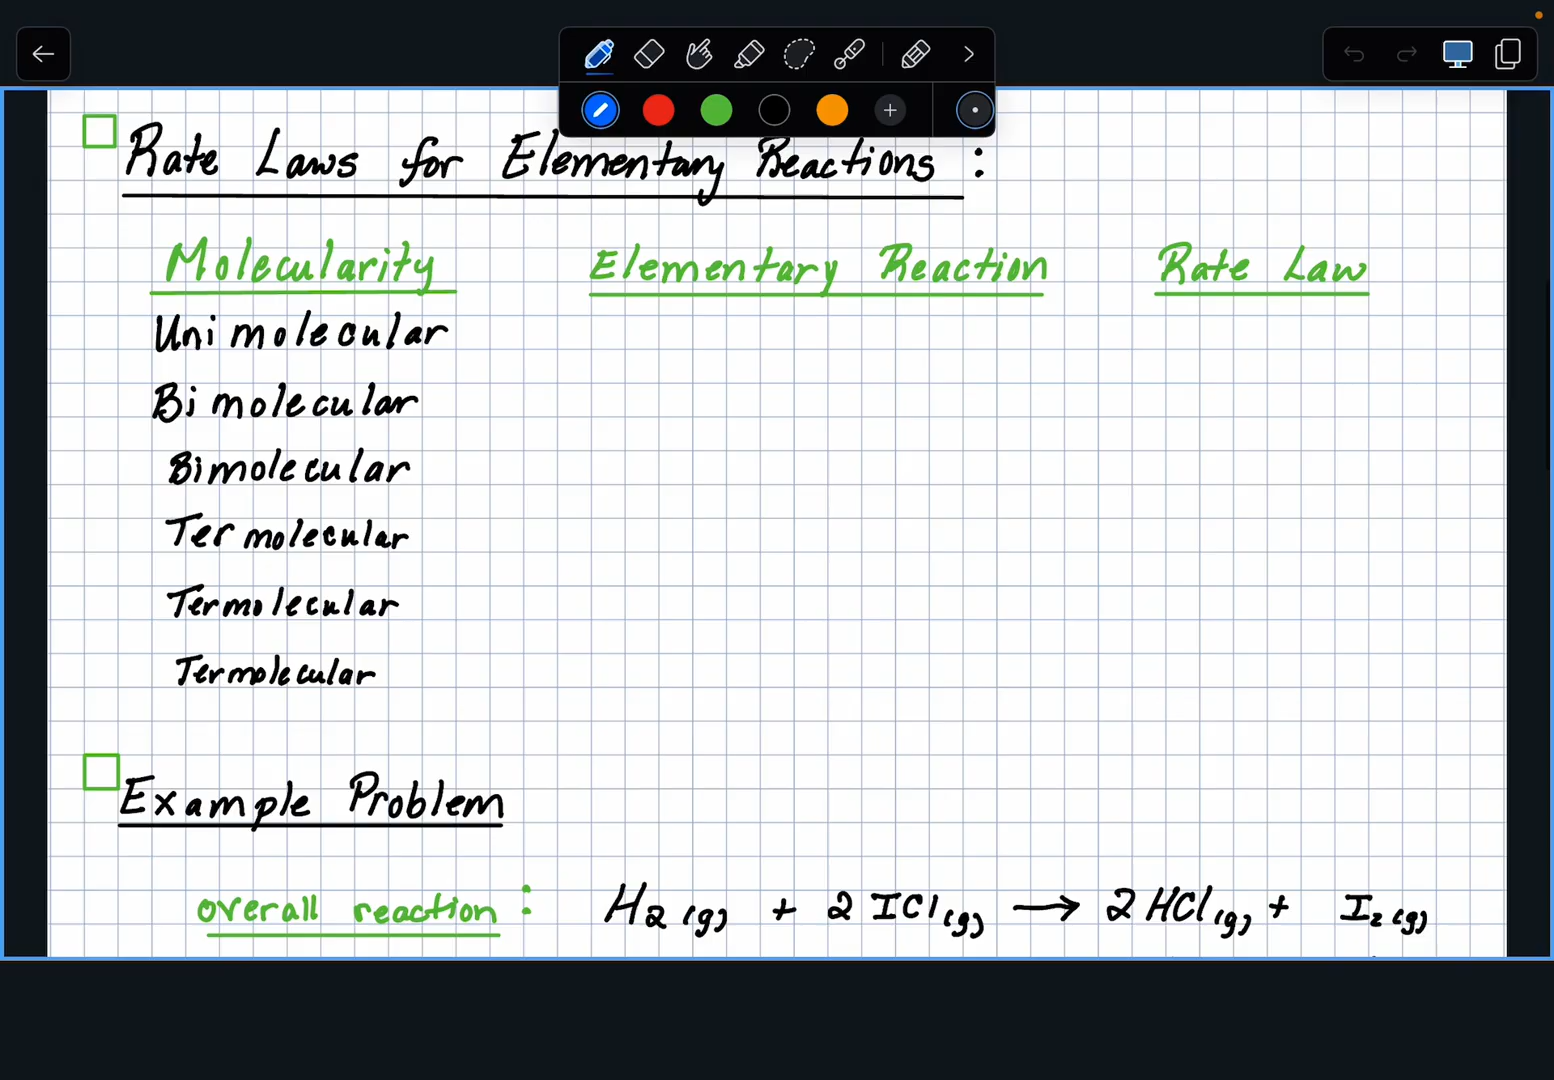 Rate Laws for Elementary Reactions :
Molecularity Elementary Reaction Rate Law
Unimolecular
Bimolecular
Bimolecular
Termolecular
Termolecular
Termolecular
Example Problem
overall reaction : H₂ (g) + 2 ICl (g) → 2 HCl (g) + I₂ (g)